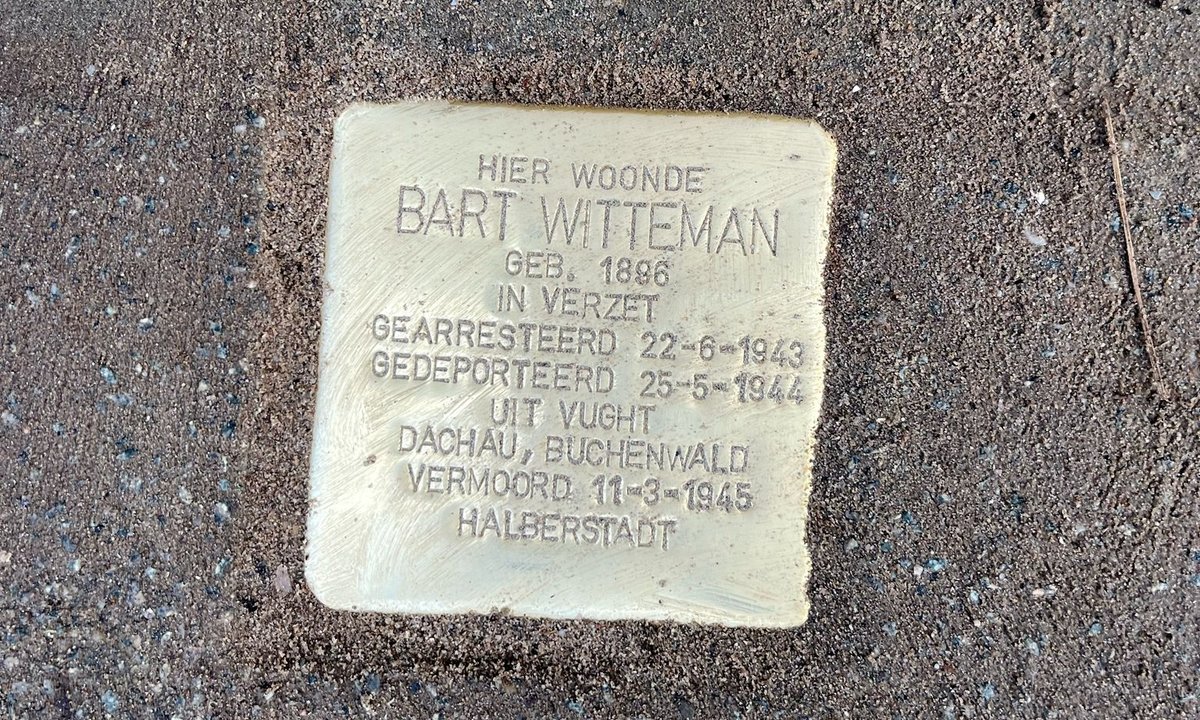 HIER WOONDE
BART WITTEMAN
GEB. 1896
IN VERZET
GEARRESTEERD 22-6-1943
GEDEPORTEERD 25-5-1944
UIT VUGHT
DACHAU, BUCHENWALD
VERMOORD 11-3-1945
HALBERSTADT